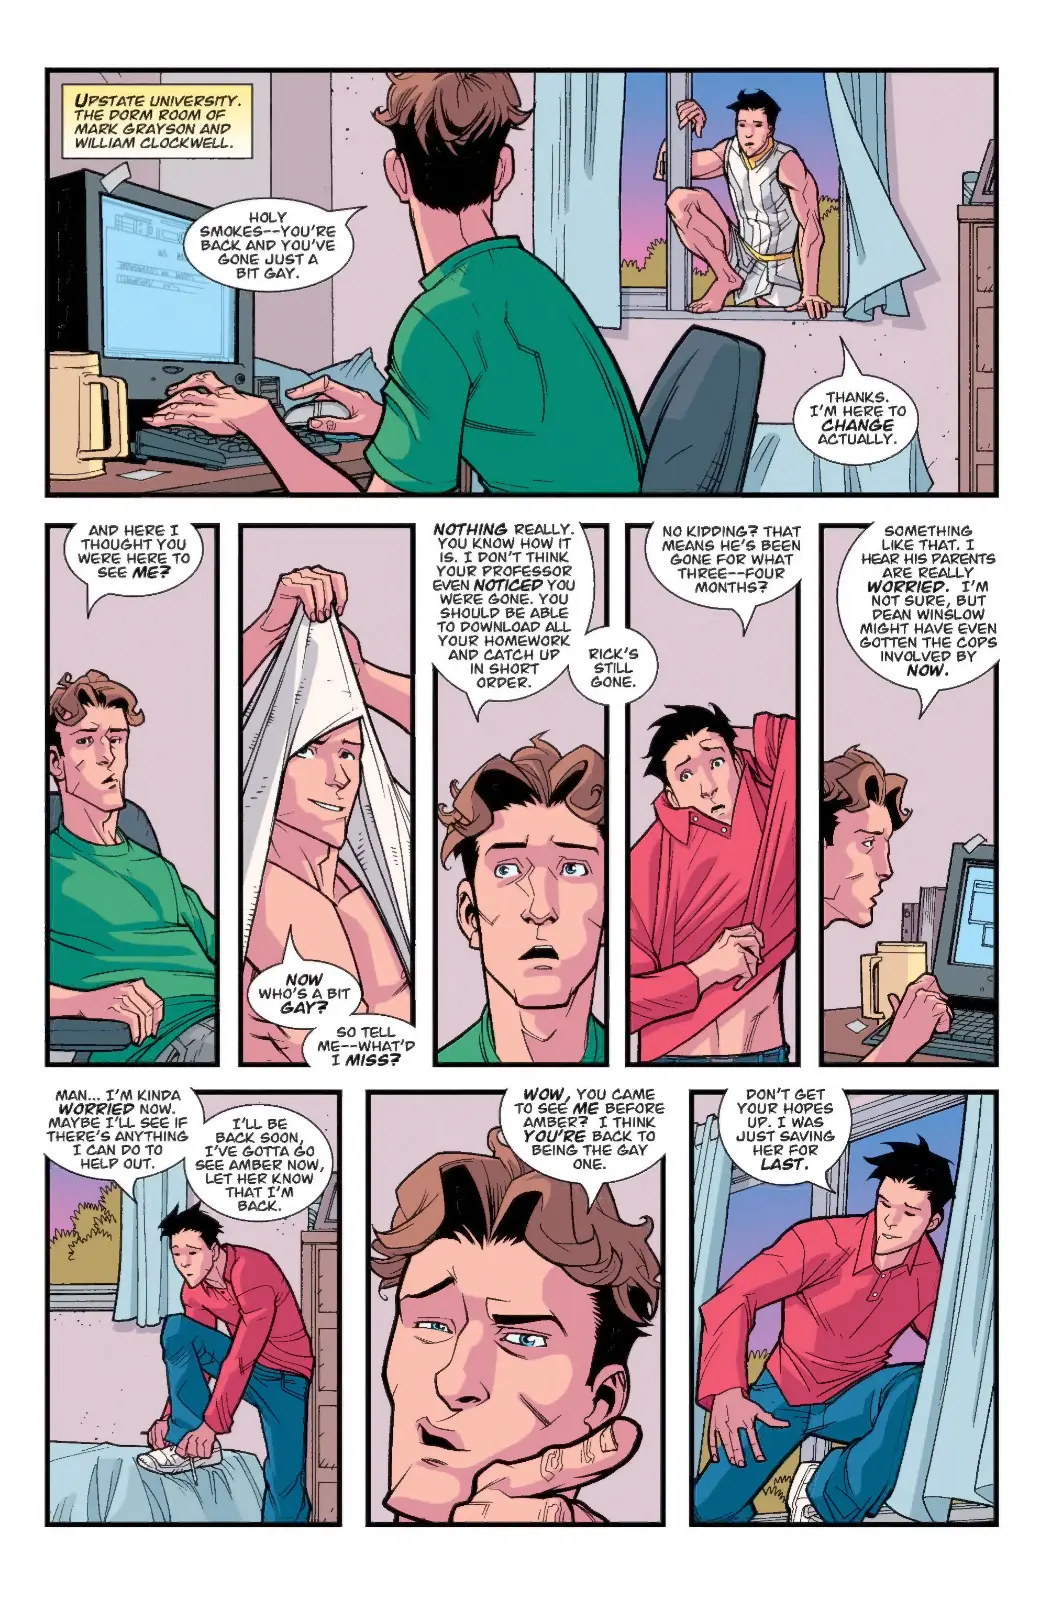 UPSTATE UNIVERSITY.
THE DORM ROOM OF
MARK GRAYSON AND
WILLIAM CLOCKWELL.
HOLY
SMOKES--YOU'RE
BACK AND YOU'VE
GONE JUST A
BIT GAY.
THANKS.
I'M HERE TO
CHANGE
ACTUALLY.
AND HERE I
THOUGHT YOU
WERE HERE TO
SEE ME?
NOW
WHO'S A BIT
GAY?
SO TELL
ME--WHAT'D
I MISS?
NOTHING REALLY.
YOU KNOW HOW IT
IS. I DON'T THINK
YOUR PROFESSOR
EVEN NOTICED YOU
WERE GONE. YOU
SHOULD BE ABLE
TO DOWNLOAD ALL
YOUR HOMEWORK
AND CATCH UP
IN SHORT
ORDER.
RICK'S
STILL
GONE.
NO KIDDING? THAT
MEANS HE'S BEEN
GONE FOR WHAT
THREE--FOUR
MONTHS?
SOMETHING
LIKE THAT. I
HEAR HIS PARENTS
ARE REALLY
WORRIED. I'M
NOT SURE, BUT
DEAN WINSLOW
MIGHT HAVE EVEN
GOTTEN THE COPS
INVOLVED BY
NOW.
MAN... I'M KINDA
WORRIED NOW.
MAYBE I'LL SEE IF
THERE'S ANYTHING
I CAN DO TO
HELP OUT.
I'LL BE
BACK SOON,
I'VE GOTTA GO
SEE AMBER NOW,
LET HER KNOW
THAT I'M
BACK.
WOW, YOU CAME
TO SEE ME BEFORE
AMBER? I THINK
YOU'RE BACK TO
BEING THE GAY
ONE.
DON'T GET
YOUR HOPES
UP. I WAS
JUST SAVING
HER FOR
LAST.